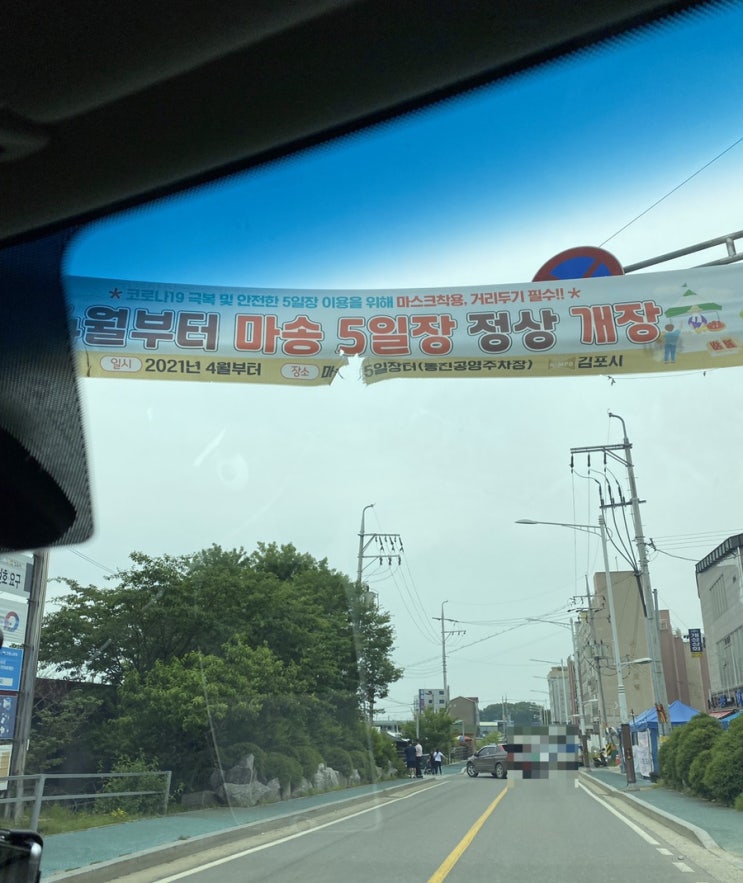 *코로나19 극복 및 안전한 5일장 이용을 위해 마스크착용, 거리두기 필수!!*
월부터 마송 5일장 정상 개장
일시 2021년 4월부터 장소 5일장터(통진공영주차장) 김포시
요구